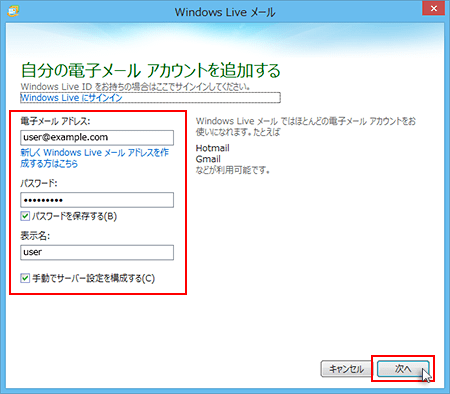 Windows Live メール
自分の電子メール アカウントを追加する
Windows Live ID をお持ちの場合はここでサインインしてください。
Windows Live にサインイン
電子メール アドレス:
user@example.com
新しく Windows Live メール アドレスを作
成する方はこちら
パスワード:
•••••••••
パスワードを保存する(B)
表示名:
user
手動でサーバー設定を構成する(C)
Windows Live メール ではほとんどの電子メール アカウントをお
使いになれます。たとえば
Hotmail
Gmail
などが利用可能です。
キャンセル
次へ